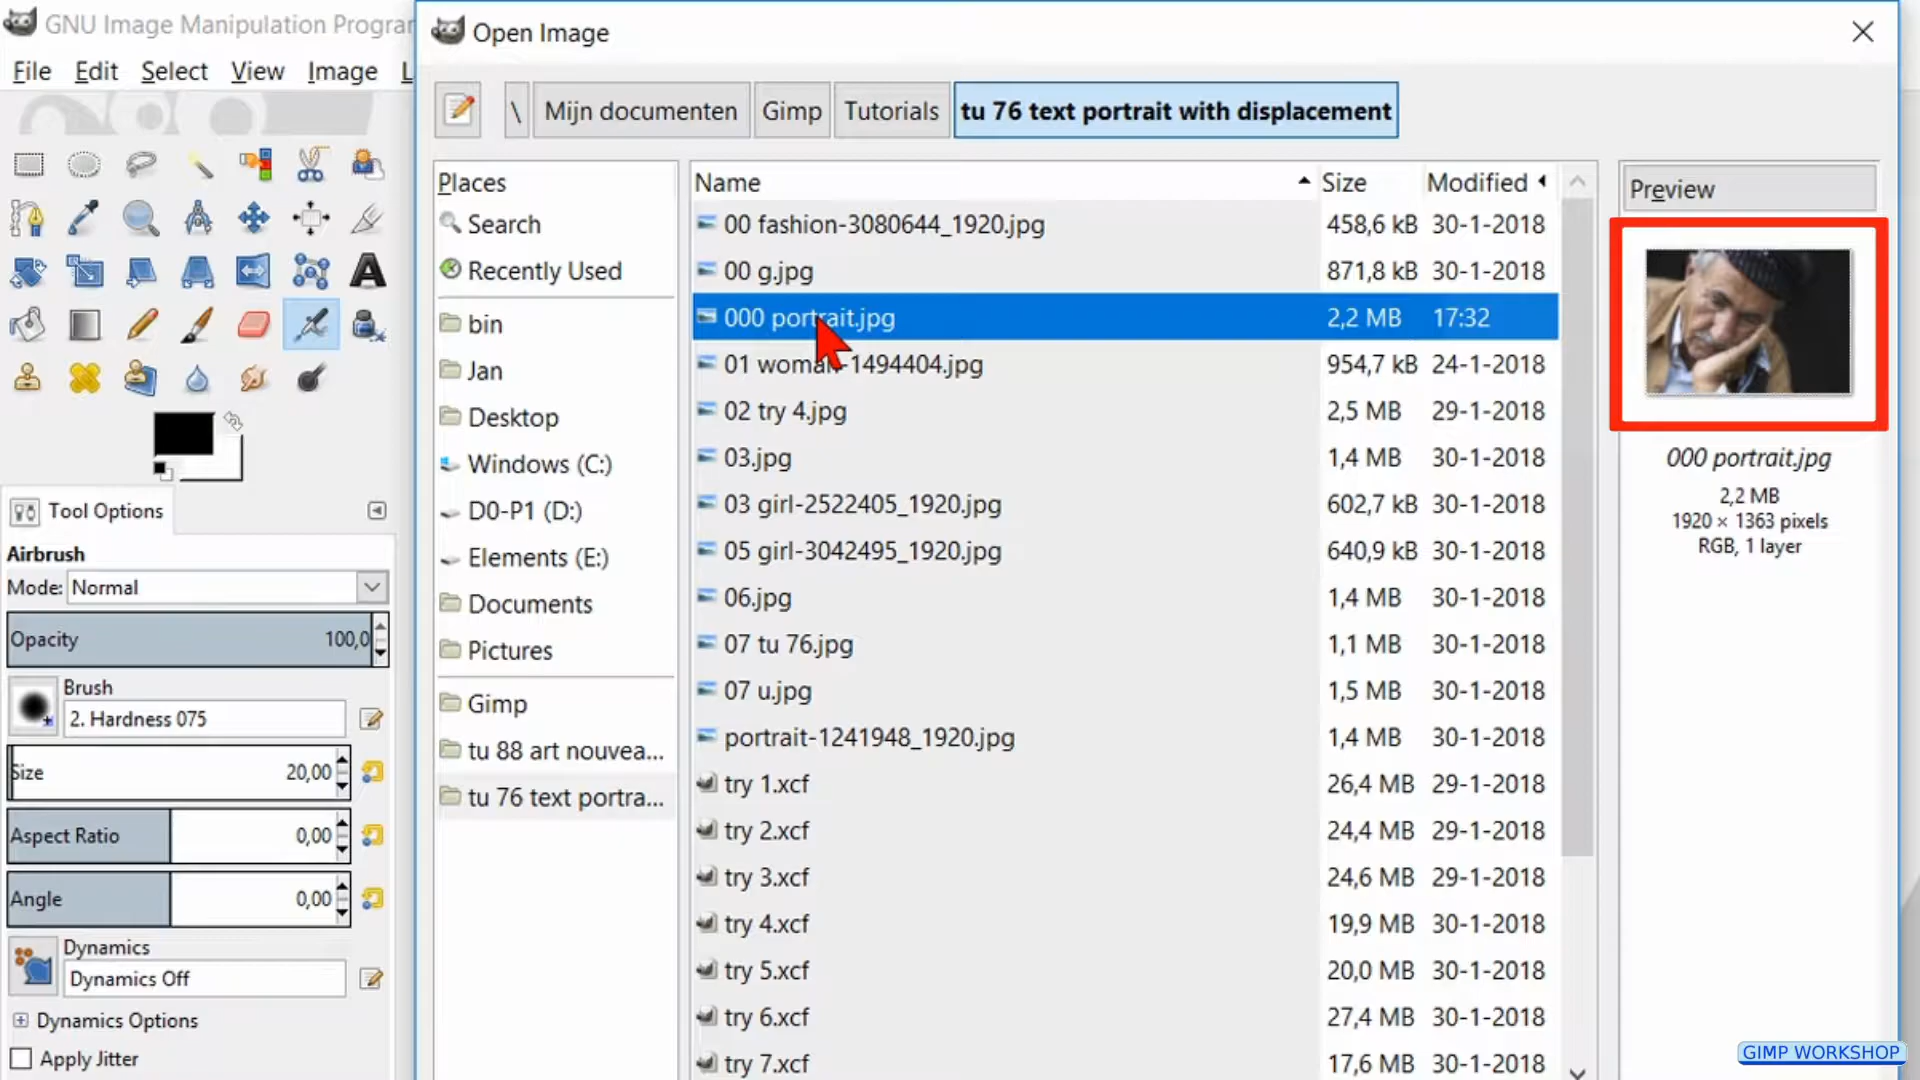 GNU Image Manipulation Progra
File Edit Select View Image L
Open Image
\ Mijn documenten Gimp Tutorials tu 76 text portrait with displacement
Places
Search
Recently Used
bin
Jan
Desktop
Windows (C:)
D0-P1 (D:)
Elements (E:)
Documents
Pictures
Gimp
tu 88 art nouvea...
tu 76 text portra...
Name Size Modified
00 fashion-3080644_1920.jpg 458,6 kB 30-1-2018
00 g.jpg 871,8 kB 30-1-2018
000 portrait.jpg 2,2 MB 17:32
01 woman-1494404.jpg 954,7 kB 24-1-2018
02 try 4.jpg 2,5 MB 29-1-2018
03.jpg 1,4 MB 30-1-2018
03 girl-2522405_1920.jpg 602,7 kB 30-1-2018
05 girl-3042495_1920.jpg 640,9 kB 30-1-2018
06.jpg 1,4 MB 30-1-2018
07 tu 76.jpg 1,1 MB 30-1-2018
07 u.jpg 1,5 MB 30-1-2018
portrait-1241948_1920.jpg 1,4 MB 30-1-2018
try 1.xcf 26,4 MB 29-1-2018
try 2.xcf 24,4 MB 29-1-2018
try 3.xcf 24,6 MB 29-1-2018
try 4.xcf 19,9 MB 30-1-2018
try 5.xcf 20,0 MB 30-1-2018
try 6.xcf 27,4 MB 30-1-2018
try 7.xcf 17,6 MB 30-1-2018
Preview
000 portrait.jpg
2,2 MB
1920 × 1363 pixels
RGB, 1 layer
Tool Options
Airbrush
Mode: Normal
Opacity 100,0
Brush
2. Hardness 075
Size 20,00
Aspect Ratio 0,00
Angle 0,00
Dynamics
Dynamics Off
Dynamics Options
Apply Jitter
GIMP WORKSHOP